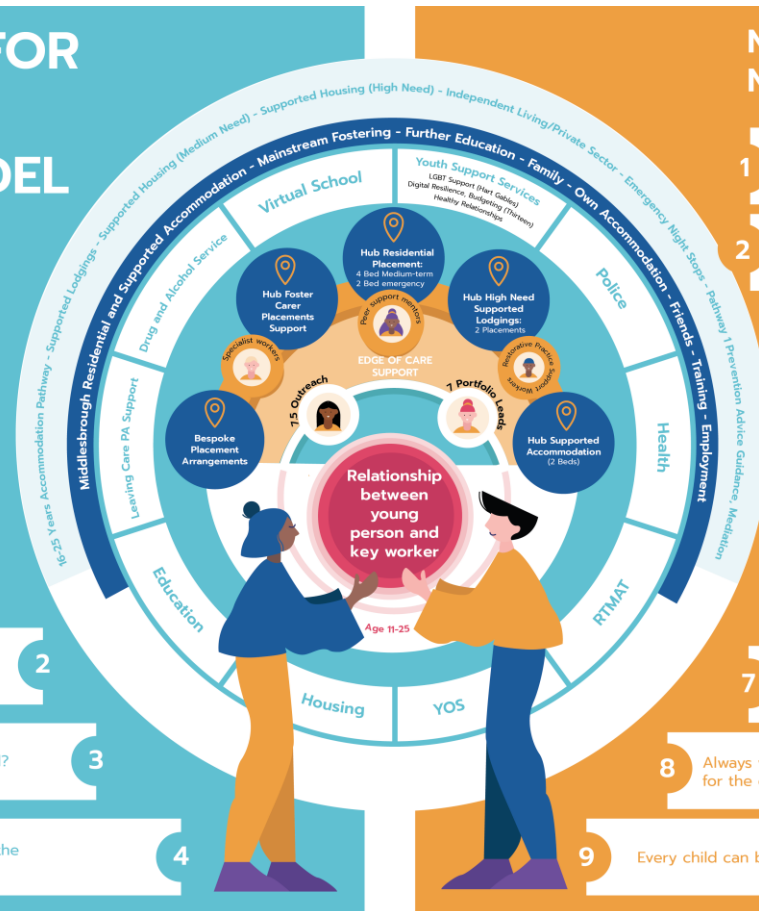 FOR
DEL
N
N
1
2
16-25 Years Accommodation Pathway - Supported Lodgings - Supported Housing (Medium Need) - Supported Housing (High Need) - Independent Living/Private Sector - Emergency Night Stops - Pathway 1 Prevention Advice Guidance, Mediation
Middlesbrough Residential and Supported Accommodation - Mainstream Fostering - Further Education - Family - Own Accommodation - Friends - Training - Employment
Education
Leaving Care PA Support
Drug and Alcohol Service
Virtual School
Youth Support Services
LGBT Support (Hart Gables)
Digital Resilience, Budgeting (Thirteen)
Healthy Relationships
Police
Health
RTMAT
YOS
Housing
Bespoke
Placement
Arrangements
Specialist workers
Hub Foster
Carer
Placements
Support
Hub Residential
Placement:
4 Bed Medium-term
2 Bed emergency
Peer support mentors
Hub High Need
Supported
Lodgings:
2 Placements
Restorative Practice Support Workers
Hub Supported
Accommodation
(2 Beds)
EDGE OF CARE
SUPPORT
7.5 Outreach
7 Portfolio Leads
Relationship
between
young
person and
key worker
Age 11-25
2
?
3
the
4
7
8
Always
for the
9
Every child can b